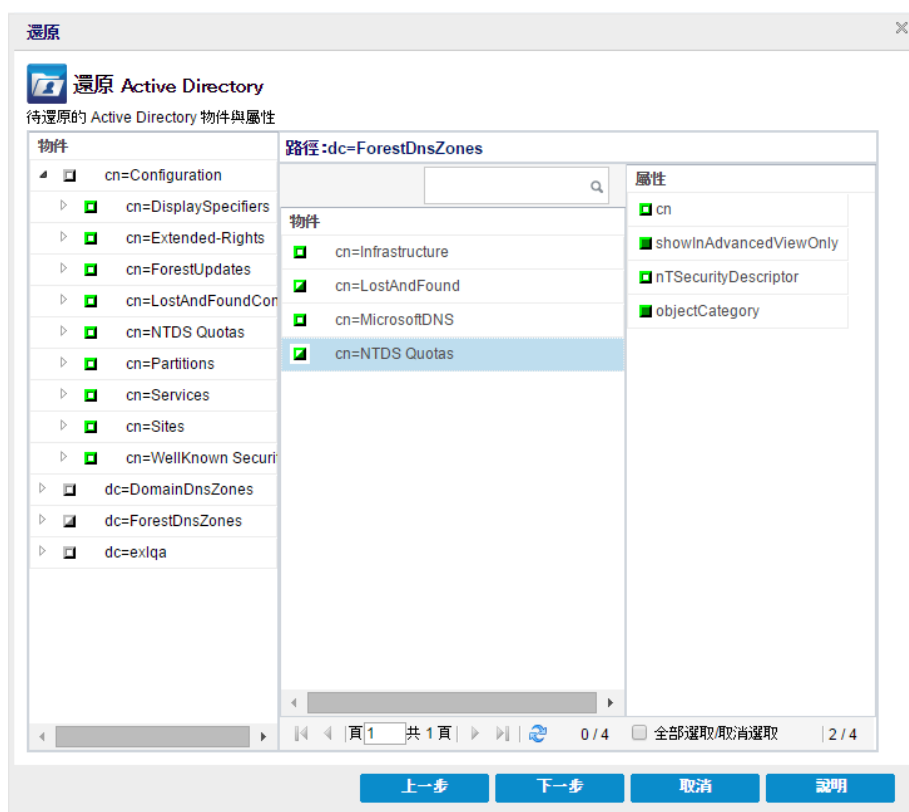 還原
還原 Active Directory
待還原的 Active Directory 物件與屬性
物件
cn=Configuration
cn=DisplaySpecifiers
cn=Extended-Rights
cn=ForestUpdates
cn=LostAndFoundCon
cn=NTDS Quotas
cn=Partitions
cn=Services
cn=Sites
cn=WellKnown Securi
dc=DomainDnsZones
dc=ForestDnsZones
dc=exlqa
路徑:dc=ForestDnsZones
物件
cn=Infrastructure
cn=LostAndFound
cn=MicrosoftDNS
cn=NTDS Quotas
頁 1 共 1 頁
0 / 4
屬性
cn
showInAdvancedViewOnly
nTSecurityDescriptor
objectCategory
全部選取/取消選取
2 / 4
上一步
下一步
取消
說明